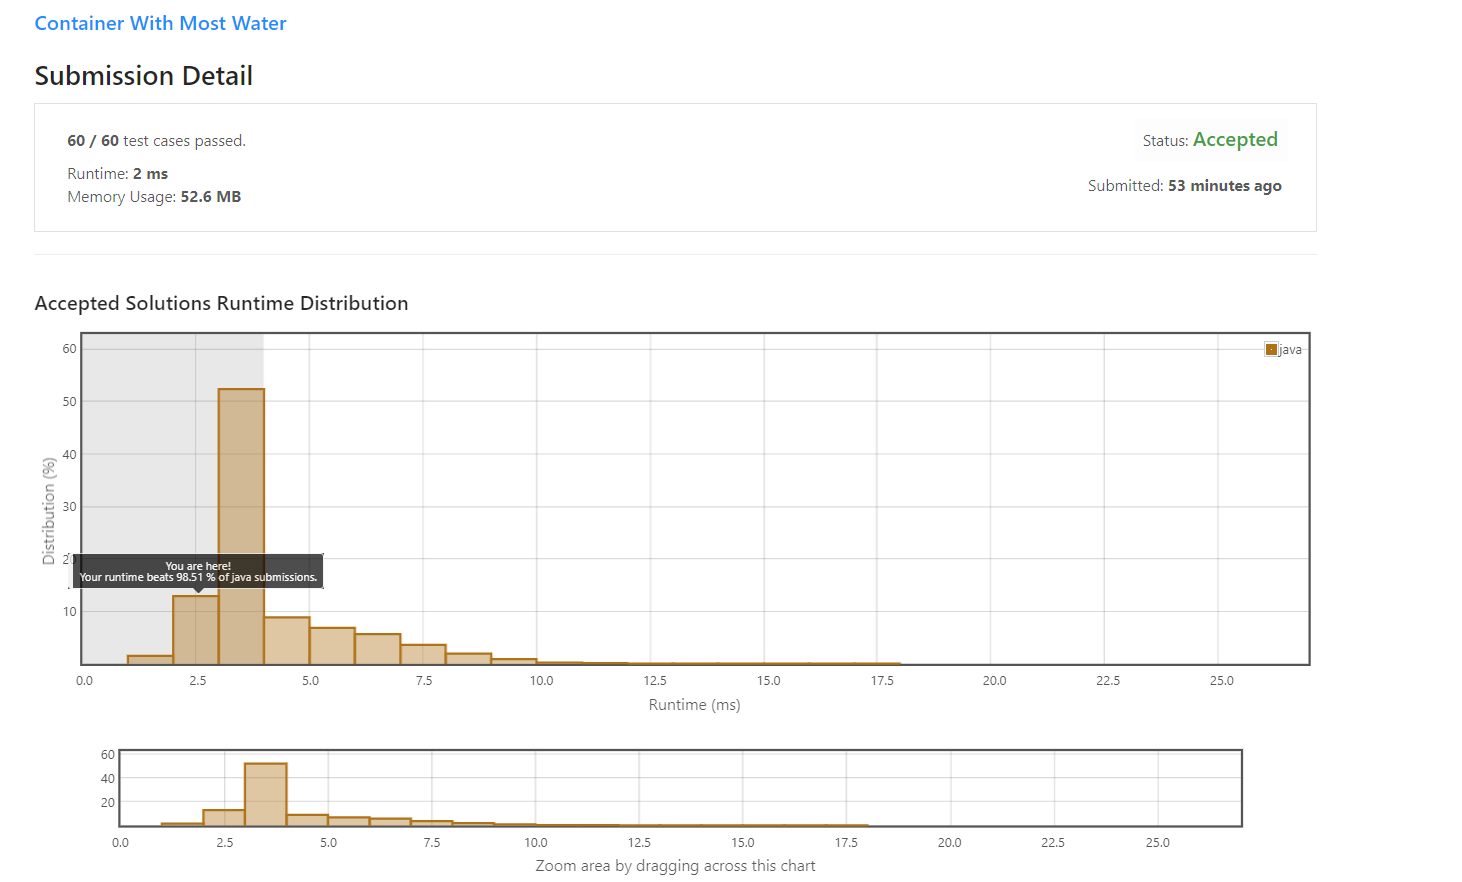 Container With Most Water
Submission Detail
60 / 60 test cases passed.
Status: Accepted
Runtime: 2 ms
Memory Usage: 52.6 MB
Submitted: 53 minutes ago
Accepted Solutions Runtime Distribution
java
60
50
40
30
20
10
Distribution (%)
You are here!
Your runtime beats 98.51 % of java submissions.
0.0 2.5 5.0 7.5 10.0 12.5 15.0 17.5 20.0 22.5 25.0
Runtime (ms)
60
40
20
0.0 2.5 5.0 7.5 10.0 12.5 15.0 17.5 20.0 22.5 25.0
Zoom area by dragging across this chart